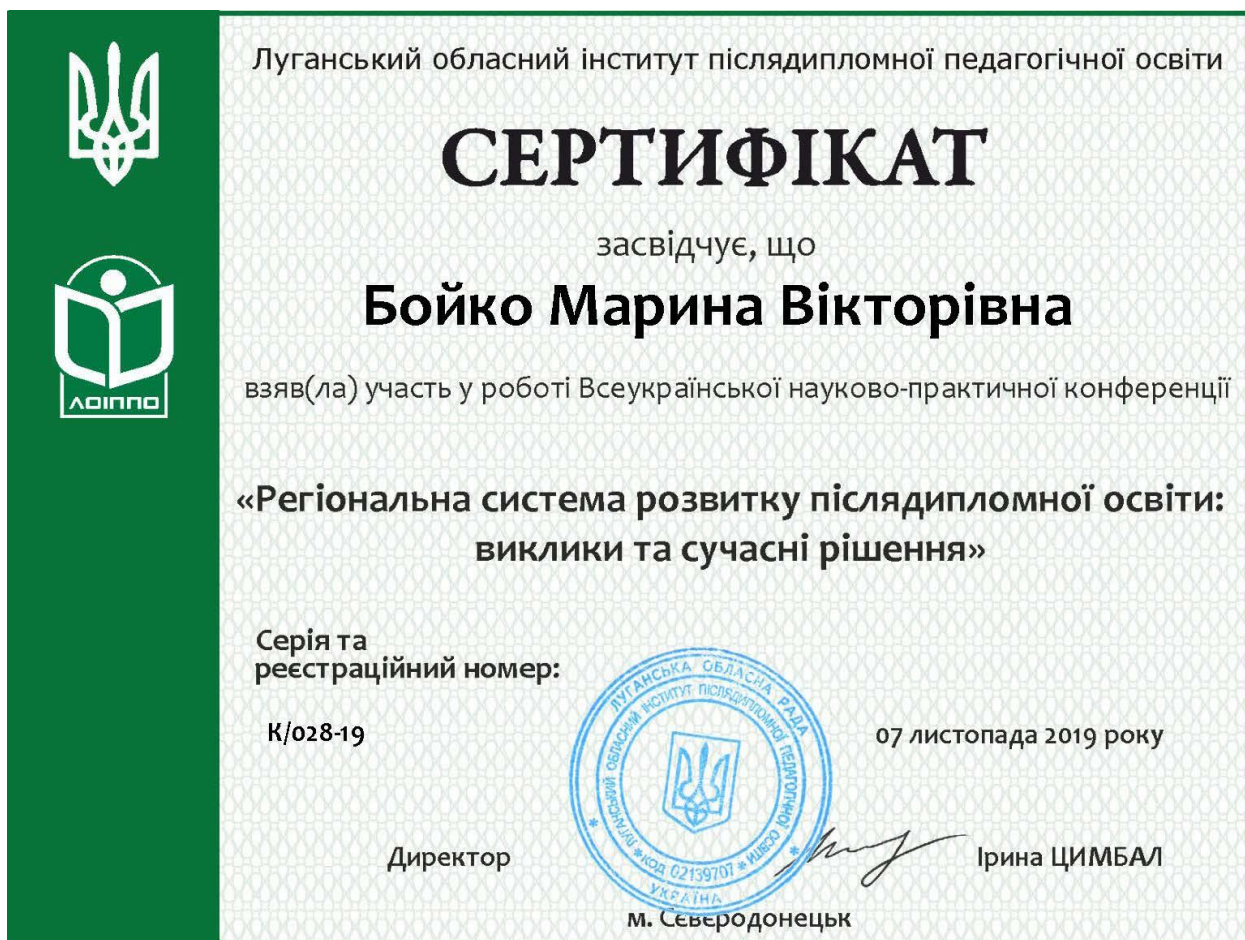 Луганський обласний інститут післядипломної педагогічної освіти
СЕРТИФІКАТ
засвідчує, що
Бойко Марина Вікторівна
взяв(ла) участь у роботі Всеукраїнської науково-практичної конференції
ЛОІППО
«Регіональна система розвитку післядипломної освіти:
виклики та сучасні рішення»
Серія та
реєстраційний номер:
К/028-19
07 листопада 2019 року
ЛУГАНСЬКА ОБЛАСНА РАДА
ЛУГАНСЬКИЙ ОБЛАСНИЙ ІНСТИТУТ ПІСЛЯДИПЛОМНОЇ ПЕДАГОГІЧНОЇ ОСВІТИ
КОД 02139707
УКРАЇНА
Директор
Ірина ЦИМБАЛ
м. Сєвєродонецьк